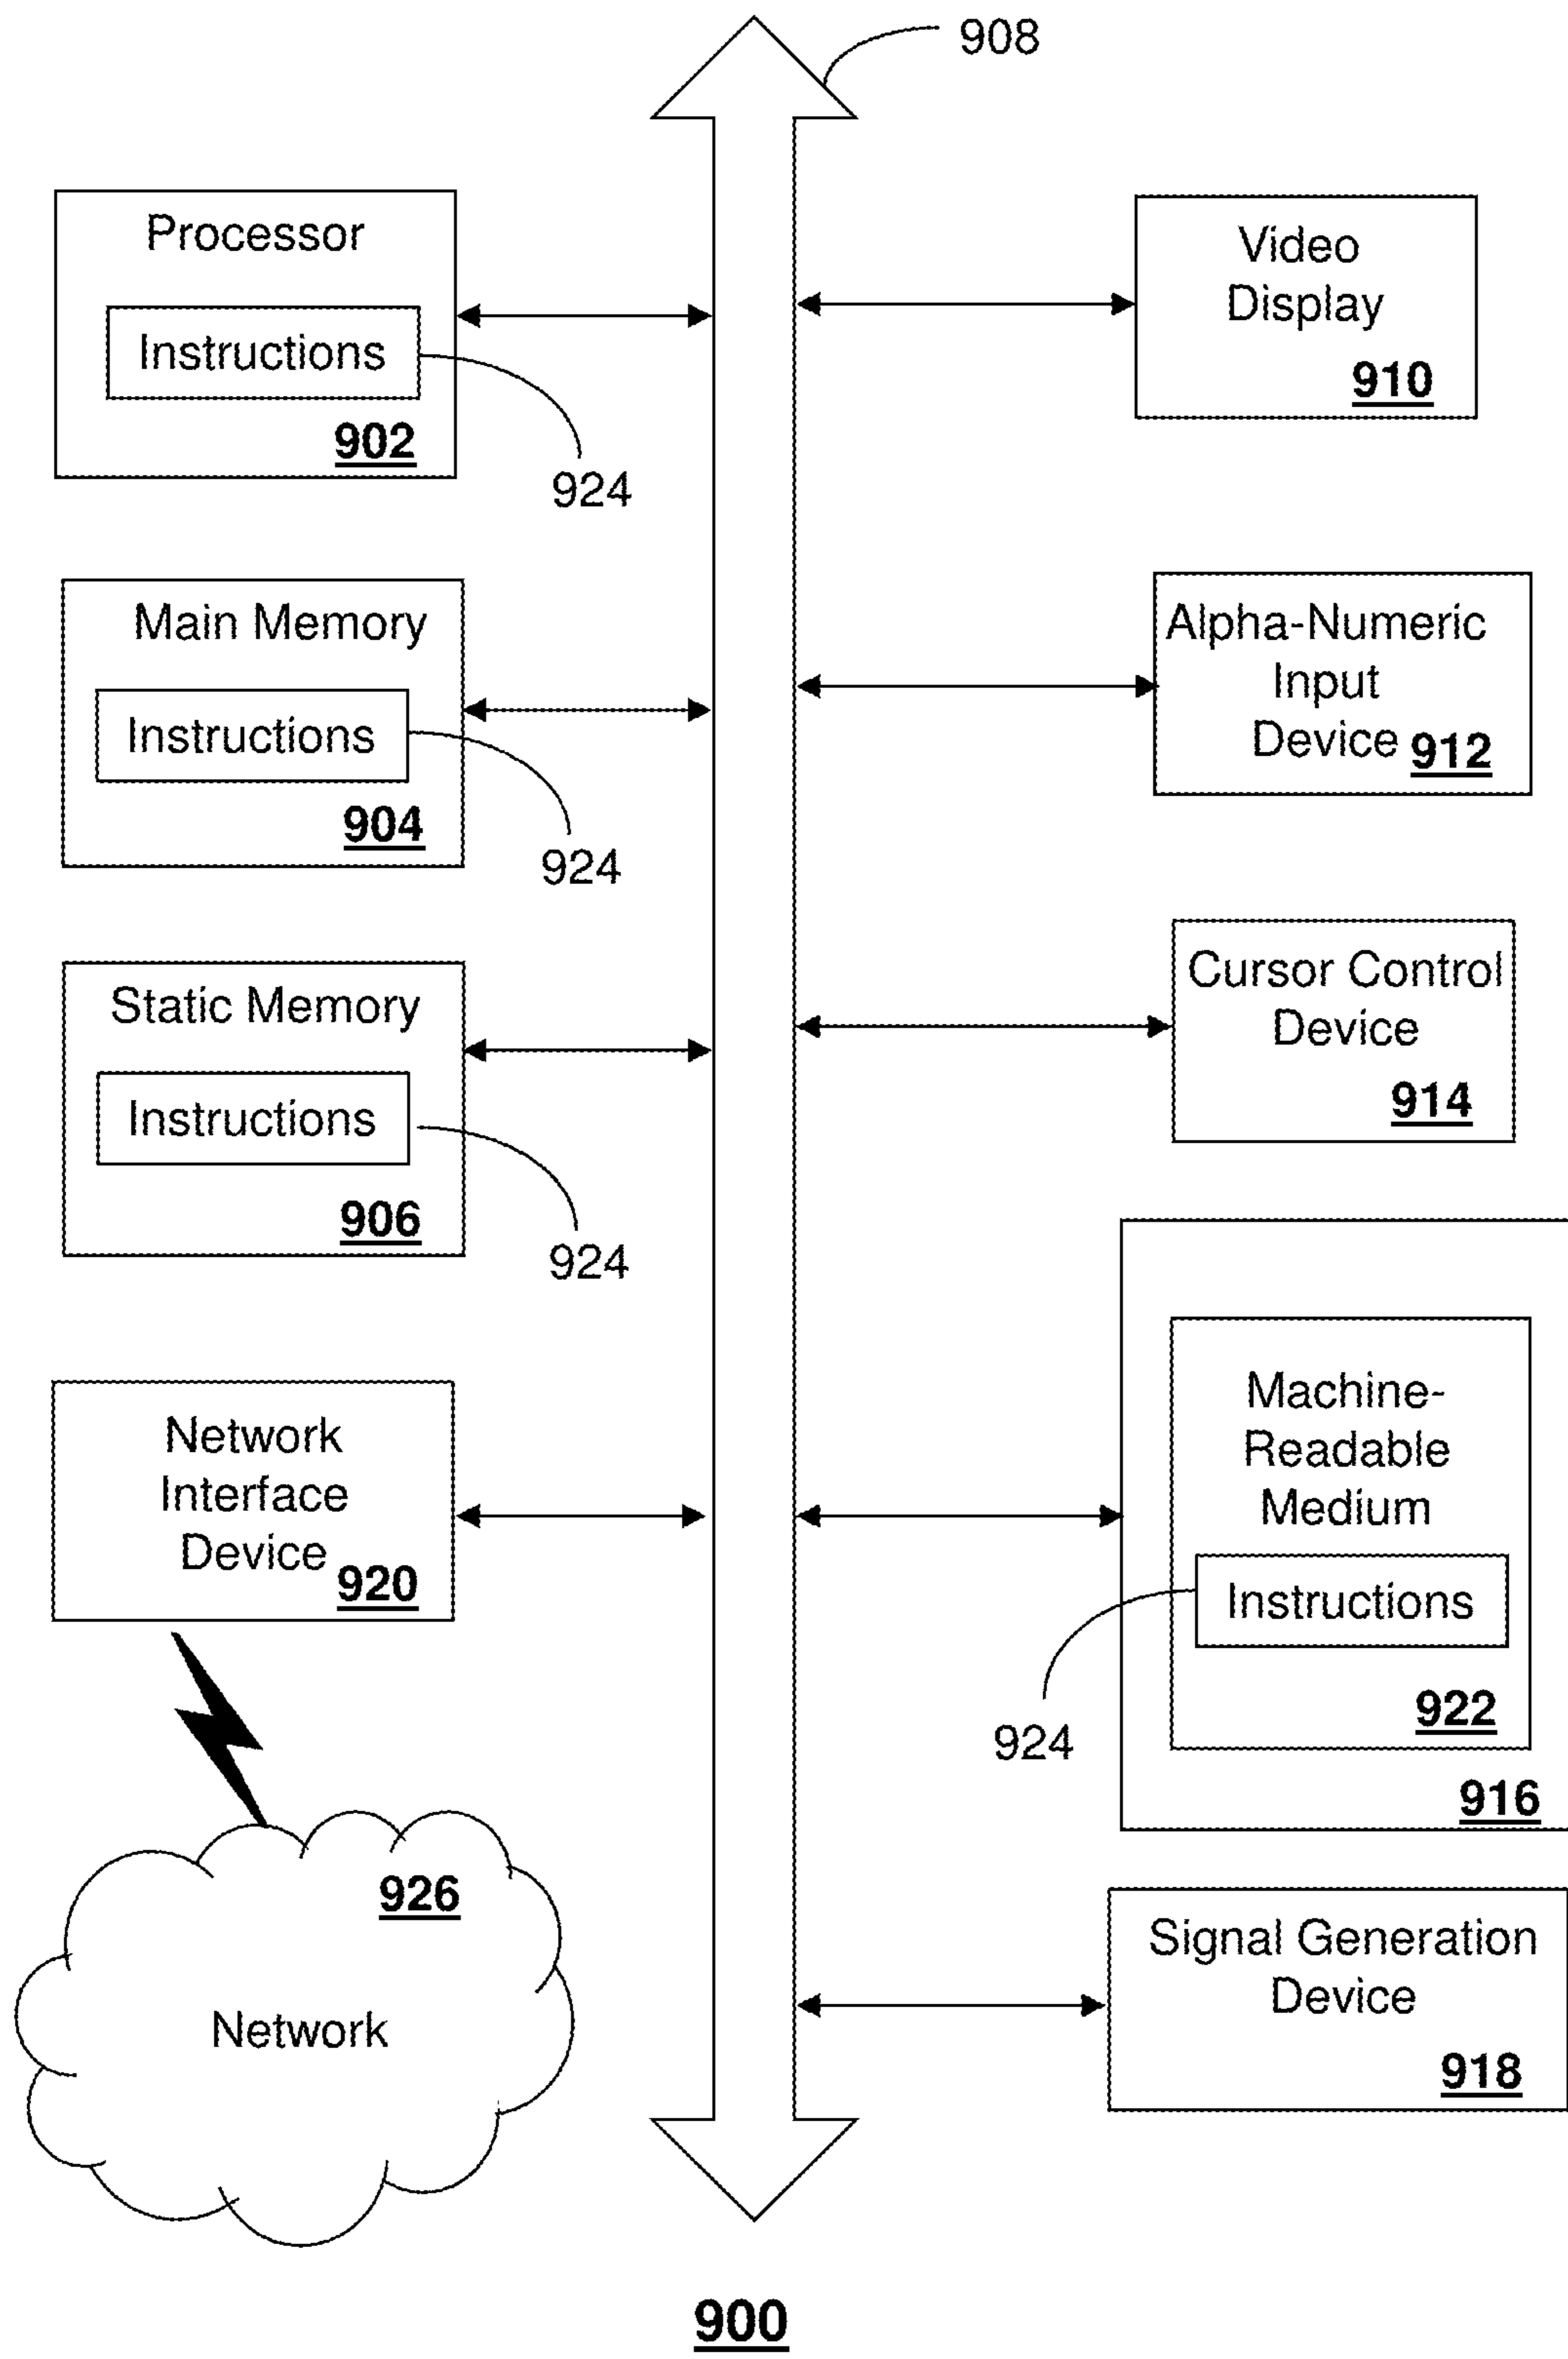 908
Processor
Instructions
902
924
Video
Display
910
Main Memory
Instructions
904
924
Alpha-Numeric
Input
Device 912
Static Memory
Instructions
906
924
Cursor Control
Device
914
Network
Interface
Device
920
Machine-
Readable
Medium
Instructions
922
924
916
926
Network
Signal Generation
Device
918
900